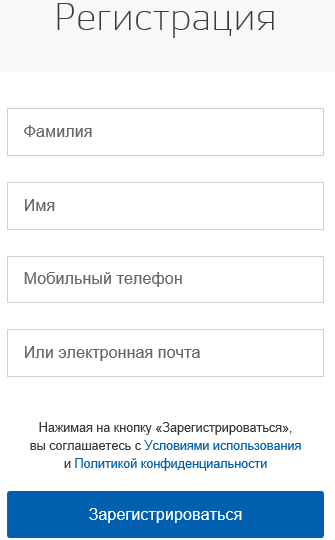 Регистрация
Фамилия
Имя
Мобильный телефон
Или электронная почта
Нажимая на кнопку «Зарегистрироваться»,
вы соглашаетесь с Условиями использования
и Политикой конфиденциальности
Зарегистрироваться